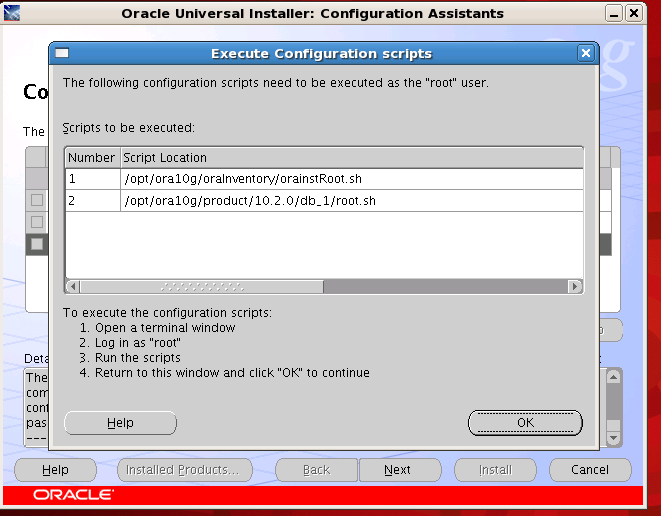 Oracle Universal Installer: Configuration Assistants
Execute Configuration scripts
g
Co
The following configuration scripts need to be executed as the "root" user.
The
Scripts to be executed:
Number Script Location
1 /opt/ora10g/oraInventory/orainstRoot.sh
2 /opt/ora10g/product/10.2.0/db_1/root.sh
To execute the configuration scripts:
1. Open a terminal window
2. Log in as "root"
3. Run the scripts
4. Return to this window and click "OK" to continue
Deta
The
com
cont
pas
----
Help OK
Help Installed Products... Back Next Install Cancel
ORACLE